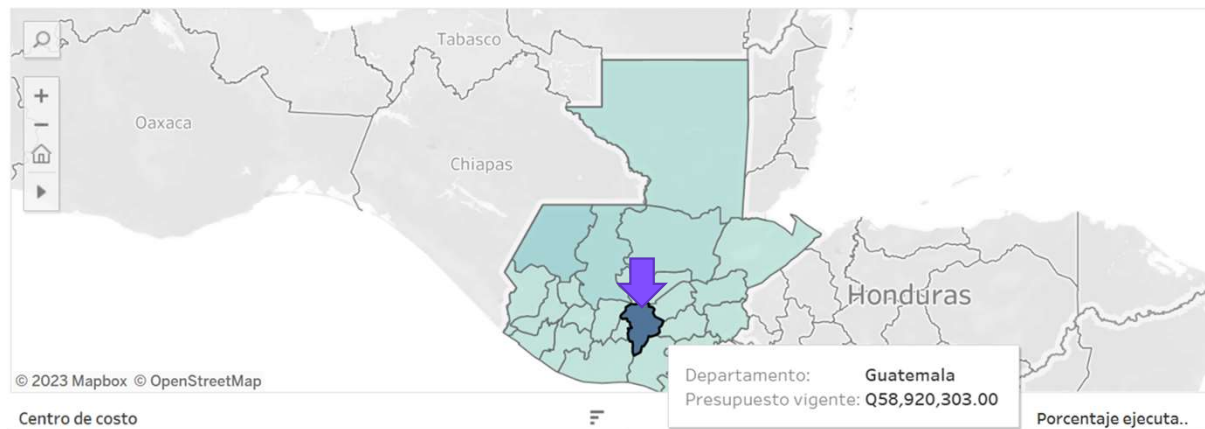 Tabasco
Oaxaca
Chiapas
Honduras
Departamento: Guatemala
Presupuesto vigente: Q58,920,303.00
© 2023 Mapbox © OpenStreetMap
Centro de costo
Porcentaje ejecuta..